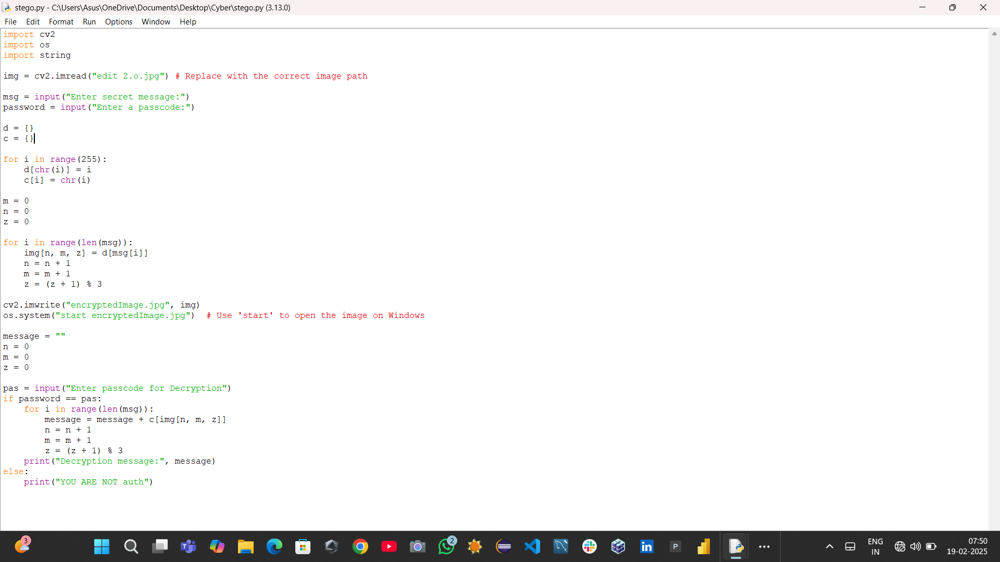 stego.py - C:\Users\Asus\OneDrive\Documents\Desktop\Cyber\stego.py (3.13.0)
File Edit Format Run Options Window Help
import cv2
import os
import string

img = cv2.imread("edit 2.o.jpg") # Replace with the correct image path

msg = input("Enter secret message:")
password = input("Enter a passcode:")

d = {}
c = {}

for i in range(255):
    d[chr(i)] = i
    c[i] = chr(i)

m = 0
n = 0
z = 0

for i in range(len(msg)):
    img[n, m, z] = d[msg[i]]
    n = n + 1
    m = m + 1
    z = (z + 1) % 3

cv2.imwrite("encryptedImage.jpg", img)
os.system("start encryptedImage.jpg")  # Use 'start' to open the image on Windows

message = ""
n = 0
m = 0
z = 0

pas = input("Enter passcode for Decryption")
if password == pas:
    for i in range(len(msg)):
        message = message + c[img[n, m, z]]
        n = n + 1
        m = m + 1
        z = (z + 1) % 3
    print("Decryption message:", message)
else:
    print("YOU ARE NOT auth")
3
2
P
ENG
IN
07:50
19-02-2025